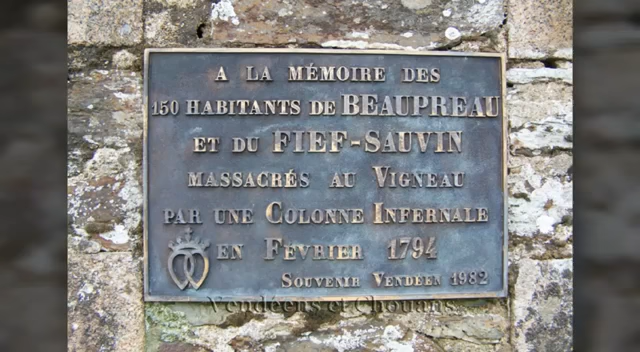 A LA MÉMOIRE DES
150 HABITANTS DE BEAUPREAU
ET DU FIEF-SAUVIN
MASSACRÉS AU VIGNEAU
PAR UNE COLONNE INFERNALE
EN FÉVRIER 1794
SOUVENIR VENDÉEN 1982
Vendéens et Chouans